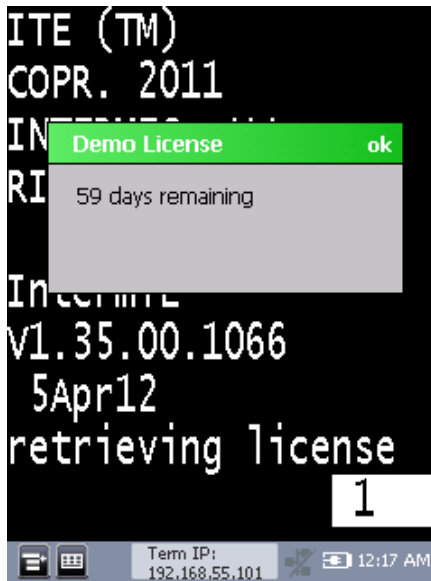 ITE (TM)
COPR. 2011
Demo License ok
59 days remaining
V1.35.00.1066
5Apr12
retrieving license
1
Term IP:
192.168.55.101
12:17 AM